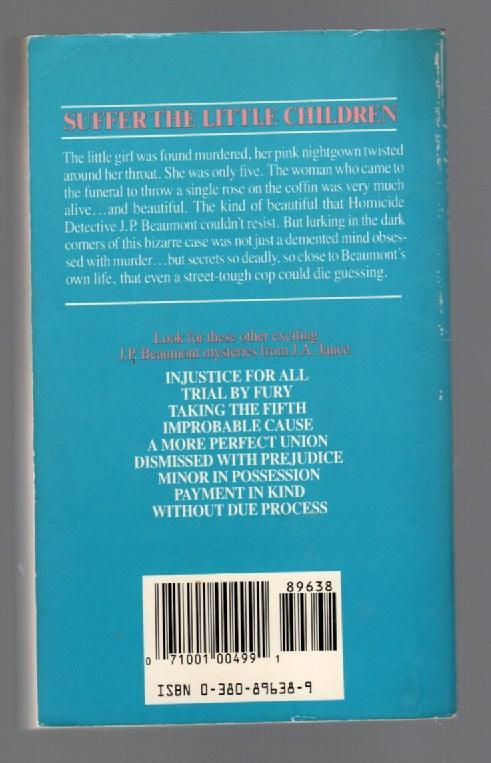 SUFFER THE LITTLE CHILDREN
The little girl was found murdered, her pink nightgown twisted
around her throat. She was only five. The woman who came to
the funeral to throw a single rose on the coffin was very much
alive...and beautiful. The kind of beautiful that Homicide
Detective J.P. Beaumont couldn't resist. But lurking in the dark
corners of this bizarre case was not just a demented mind obses-
sed with murder...but secrets so deadly, so close to Beaumont's
own life, that even a street-tough cop could die guessing.
Look for these other exciting
J.P. Beaumont mysteries from J.A. Jance:
INJUSTICE FOR ALL
TRIAL BY FURY
TAKING THE FIFTH
IMPROBABLE CAUSE
A MORE PERFECT UNION
DISMISSED WITH PREJUDICE
MINOR IN POSSESSION
PAYMENT IN KIND
WITHOUT DUE PROCESS
89638
0 71001 00499 1
ISBN 0-380-89638-9